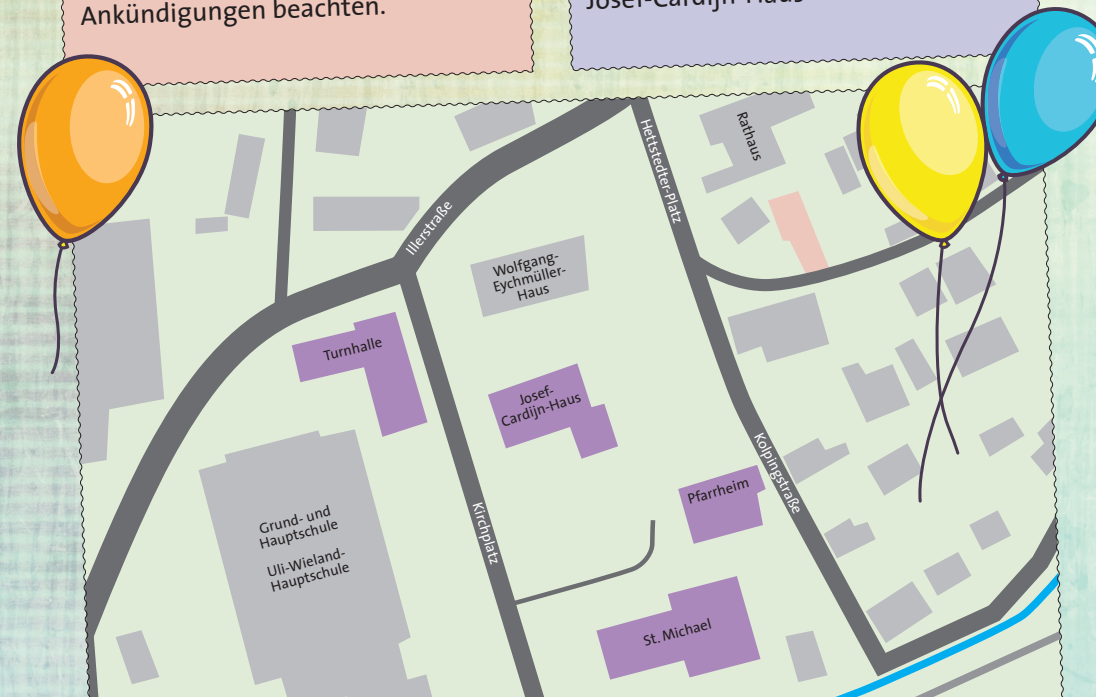 Ankündigungen beachten.
Josef-Cardijn-Haus
Hettstedter-Platz
Rathaus
Illerstraße
Wolfgang-
Eychmüller-
Haus
Turnhalle
Josef-
Cardijn-Haus
Kolpingstraße
Pfarrheim
Kirchplatz
Grund- und
Hauptschule
Uli-Wieland-
Hauptschule
St. Michael